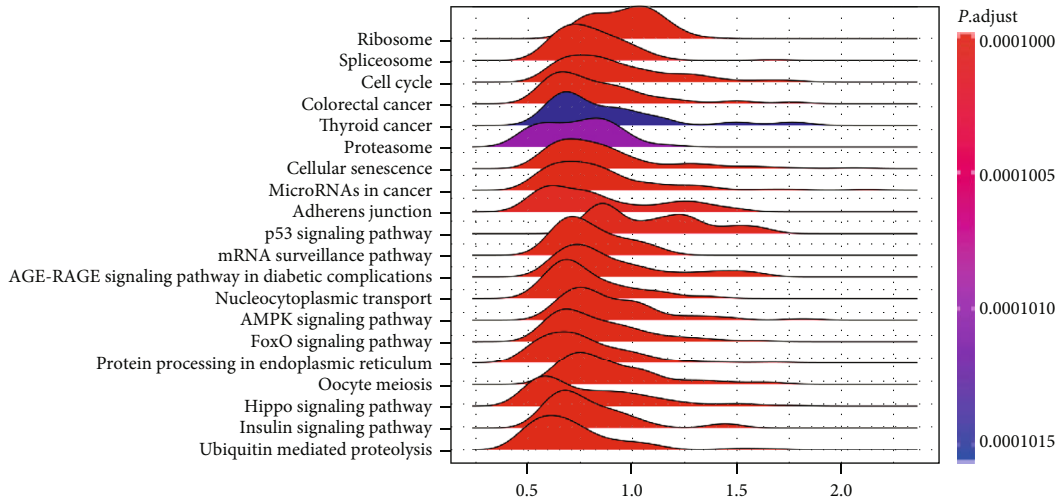 P.adjust
Ribosome
Spliceosome
Cell cycle
Colorectal cancer
Thyroid cancer
Proteasome
Cellular senescence
MicroRNAs in cancer
Adherens junction
p53 signaling pathway
mRNA surveillance pathway
AGE-RAGE signaling pathway in diabetic complications
Nucleocytoplasmic transport
AMPK signaling pathway
FoxO signaling pathway
Protein processing in endoplasmic reticulum
Oocyte meiosis
Hippo signaling pathway
Insulin signaling pathway
Ubiquitin mediated proteolysis
0.5 1.0 1.5 2.0
0.0001000
0.0001005
0.0001010
0.0001015